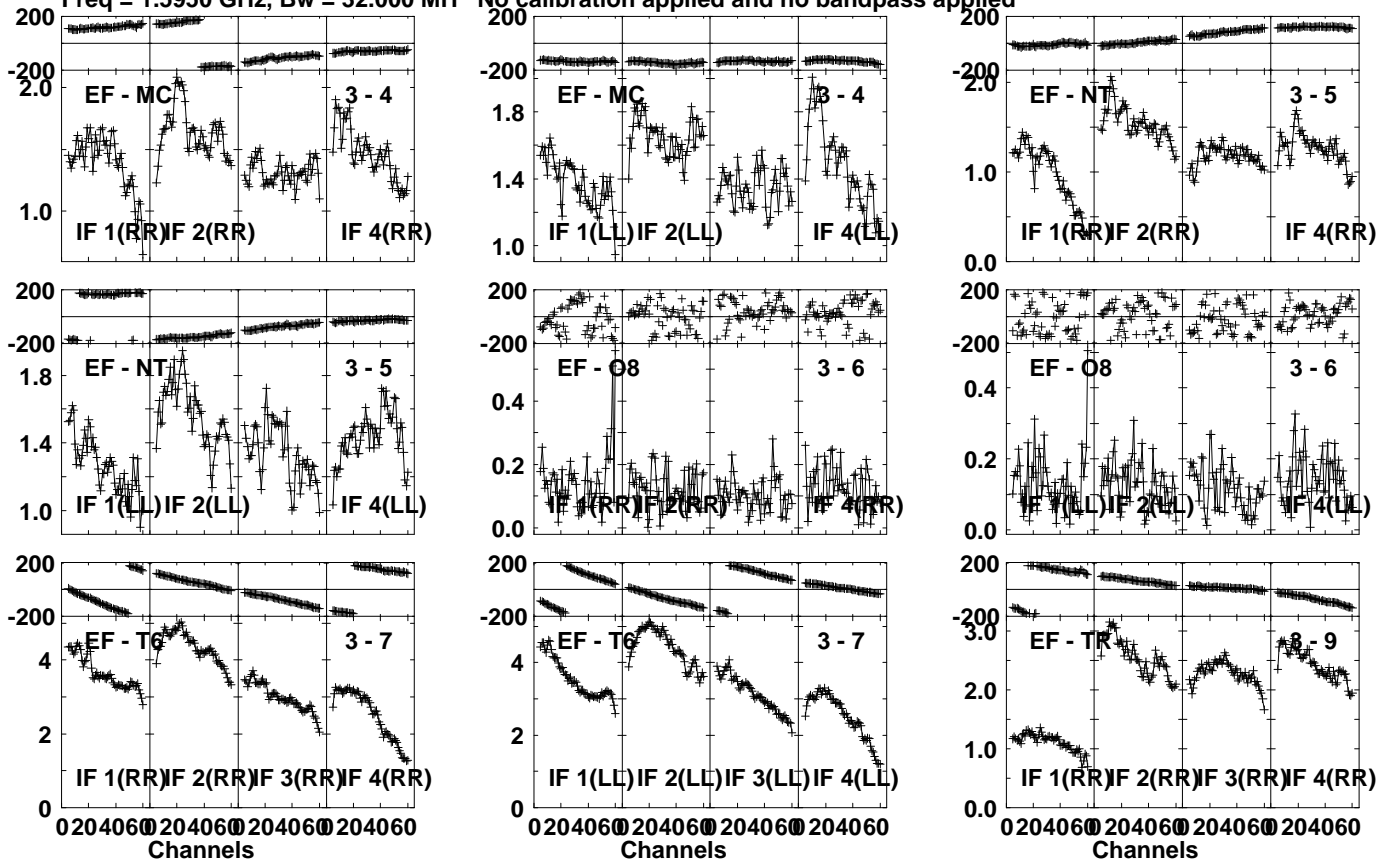 Freq = 1.5950 GHz, Bw = 32.000 MH No calibration applied and no bandpass applied
200
-200
2.0
1.0
EF - MC 3 - 4
IF 1(RR) IF 2(RR) IF 4(RR)
200
-200
1.8
1.4
1.0
EF - MC 3 - 4
IF 1(LL) IF 2(LL) IF 4(LL)
200
-200
2.0
1.0
0.0
EF - NT 3 - 5
IF 1(RR) IF 2(RR) IF 4(RR)
200
-200
1.8
1.4
1.0
EF - NT 3 - 5
IF 1(LL) IF 2(LL) IF 4(LL)
200
-200
0.4
0.2
0.0
EF - O8 3 - 6
IF 1(RR) IF 2(RR) IF 4(RR)
200
-200
0.4
0.2
0.0
EF - O8 3 - 6
IF 1(LL) IF 2(LL) IF 4(LL)
200
-200
4
2
0
EF - T6 3 - 7
IF 1(RR) IF 2(RR) IF 3(RR) IF 4(RR)
0 20 40 60 0 20 40 60 0 20 40 60 0 20 40 60
Channels
200
-200
4
2
0
EF - T6 3 - 7
IF 1(LL) IF 2(LL) IF 3(LL) IF 4(LL)
0 20 40 60 0 20 40 60 0 20 40 60 0 20 40 60
Channels
200
-200
3.0
2.0
1.0
0.0
EF - TR 3 - 9
IF 1(RR) IF 2(RR) IF 3(RR) IF 4(RR)
0 20 40 60 0 20 40 60 0 20 40 60 0 20 40 60
Channels